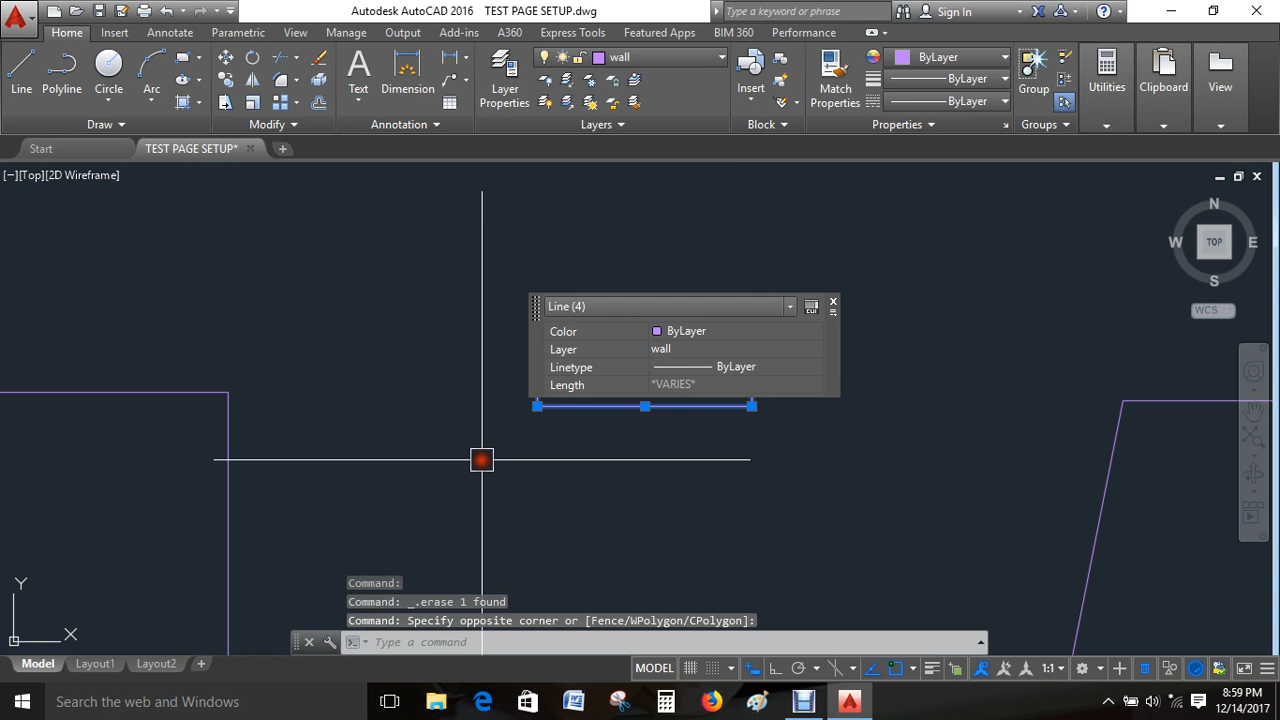 Autodesk AutoCAD 2016 TEST PAGE SETUP.dwg
Type a keyword or phrase
Sign In
Home Insert Annotate Parametric View Manage Output Add-ins A360 Express Tools Featured Apps BIM 360 Performance
Line Polyline Circle Arc
Text Dimension
Layer Properties
wall
Insert
Match Properties
ByLayer
ByLayer
ByLayer
Group
Utilities
Clipboard
View
Draw Modify Annotation Layers Block Properties Groups
Start TEST PAGE SETUP*
[−][Top][2D Wireframe]
N
W TOP E
S
WCS
Line (4)
Color ByLayer
Layer wall
Linetype ByLayer
Length *VARIES*
Y
X
Command:
Command: _.erase 1 found
Command: Specify opposite corner or [Fence/WPolygon/CPolygon]:
Type a command
Model Layout1 Layout2 +
MODEL
1:1
Search the web and Windows
8:59 PM
12/14/2017